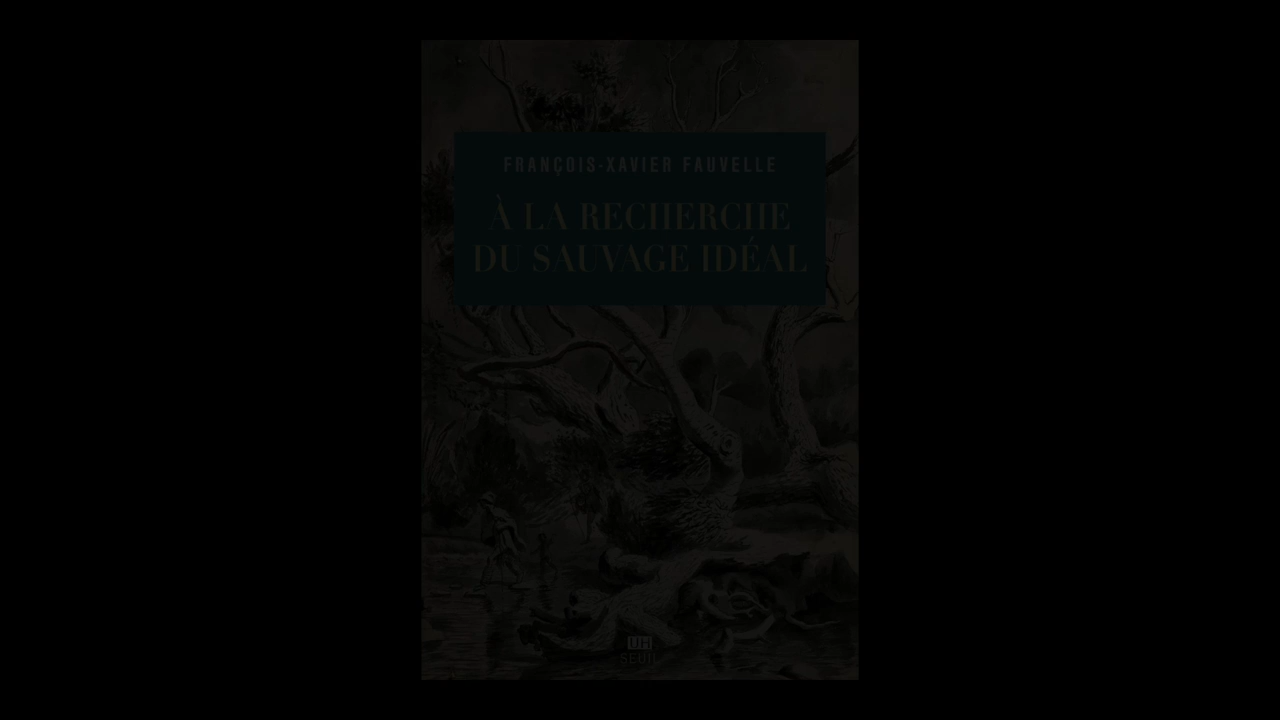 FRANÇOIS-XAVIER FAUVELLE
À LA RECHERCHE
DU SAUVAGE IDÉAL
UH
SEUIL